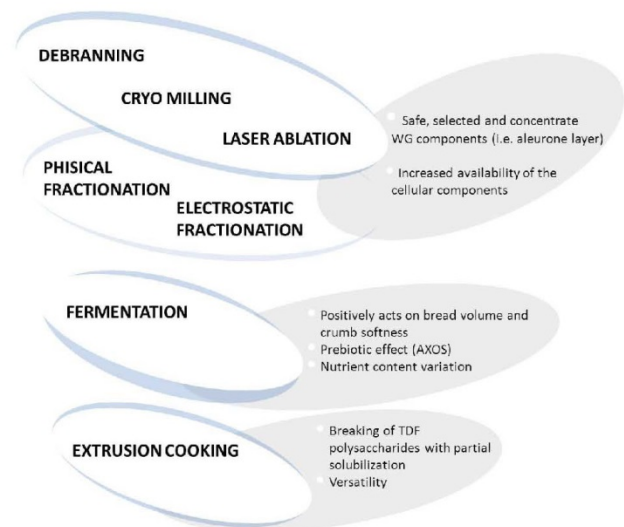 DEBRANNING
CRYO MILLING
LASER ABLATION
PHISICAL
FRACTIONATION
ELECTROSTATIC
FRACTIONATION
Safe, selected and concentrate
WG components (i.e. aleurone layer)
Increased availability of the
cellular components
FERMENTATION
Positively acts on bread volume and
crumb softness
Prebiotic effect (AXOS)
Nutrient content variation
EXTRUSION COOKING
Breaking of TDF
polysaccharides with partial
solubilization
Versatility